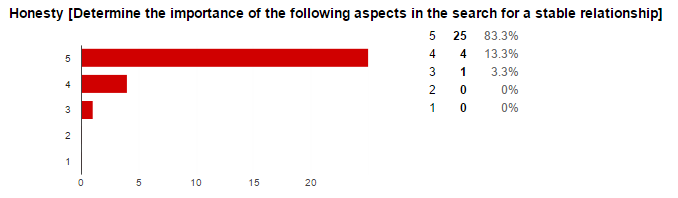 Honesty [Determine the importance of the following aspects in the search for a stable relationship]
5 25 83.3%
4 4 13.3%
3 1 3.3%
2 0 0%
1 0 0%
5
4
3
2
1
0 5 10 15 20